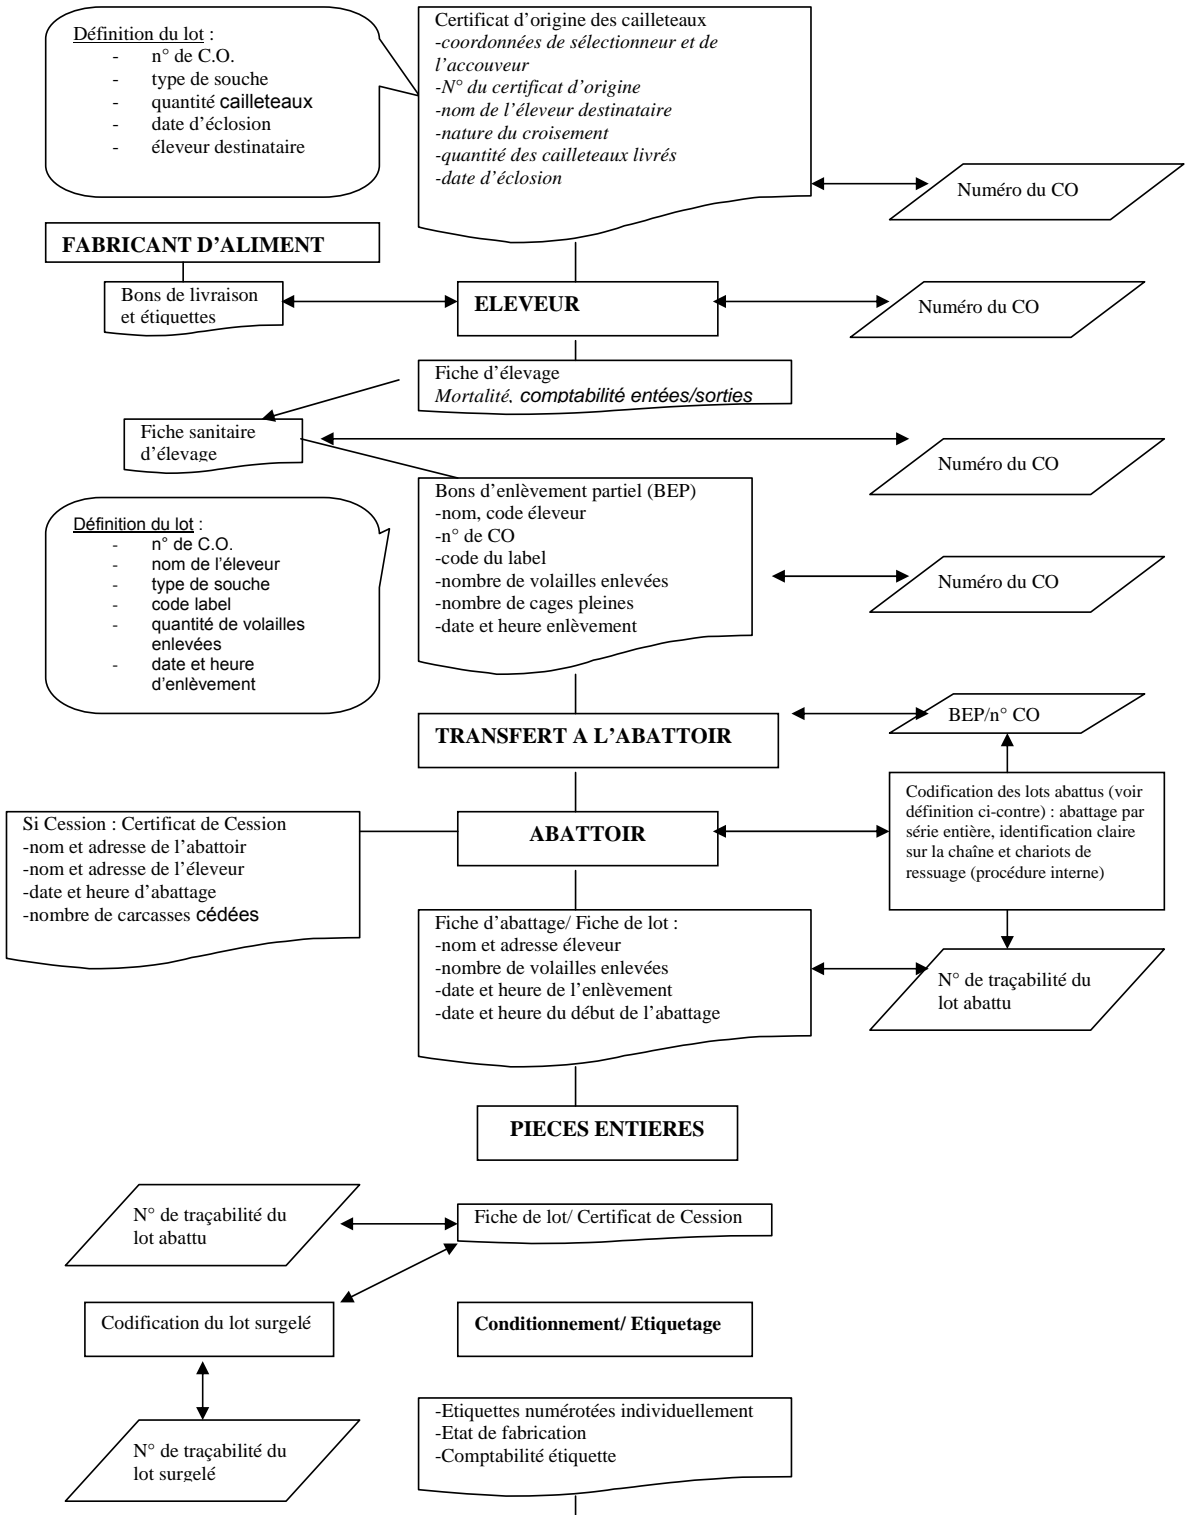 Définition du lot :
- n° de C.O.
- type de souche
- quantité cailleteaux
- date d'éclosion
- éleveur destinataire
Certificat d'origine des cailleteaux
-coordonnées de sélectionneur et de
l'accouveur
-N° du certificat d'origine
-nom de l'éleveur destinataire
-nature du croisement
-quantité des cailleteaux livrés
-date d'éclosion
Numéro du CO
FABRICANT D'ALIMENT
Bons de livraison
et étiquettes
ELEVEUR
Numéro du CO
Fiche d'élevage
Mortalité, comptabilité entées/sorties
Fiche sanitaire
d'élevage
Numéro du CO
Bons d'enlèvement partiel (BEP)
-nom, code éleveur
-n° de CO
-code du label
-nombre de volailles enlevées
-nombre de cages pleines
-date et heure enlèvement
Définition du lot :
- n° de C.O.
- nom de l'éleveur
- type de souche
- code label
- quantité de volailles
enlevées
- date et heure
d'enlèvement
Numéro du CO
TRANSFERT A L'ABATTOIR
BEP/n° CO
Si Cession : Certificat de Cession
-nom et adresse de l'abattoir
-nom et adresse de l'éleveur
-date et heure d'abattage
-nombre de carcasses cédées
ABATTOIR
Codification des lots abattus (voir
définition ci-contre) : abattage par
série entière, identification claire
sur la chaîne et chariots de
ressuage (procédure interne)
Fiche d'abattage/ Fiche de lot :
-nom et adresse éleveur
-nombre de volailles enlevées
-date et heure de l'enlèvement
-date et heure du début de l'abattage
N° de traçabilité du
lot abattu
PIECES ENTIERES
N° de traçabilité du
lot abattu
Fiche de lot/ Certificat de Cession
Codification du lot surgelé
Conditionnement/ Etiquetage
N° de traçabilité du
lot surgelé
-Etiquettes numérotées individuellement
-Etat de fabrication
-Comptabilité étiquette